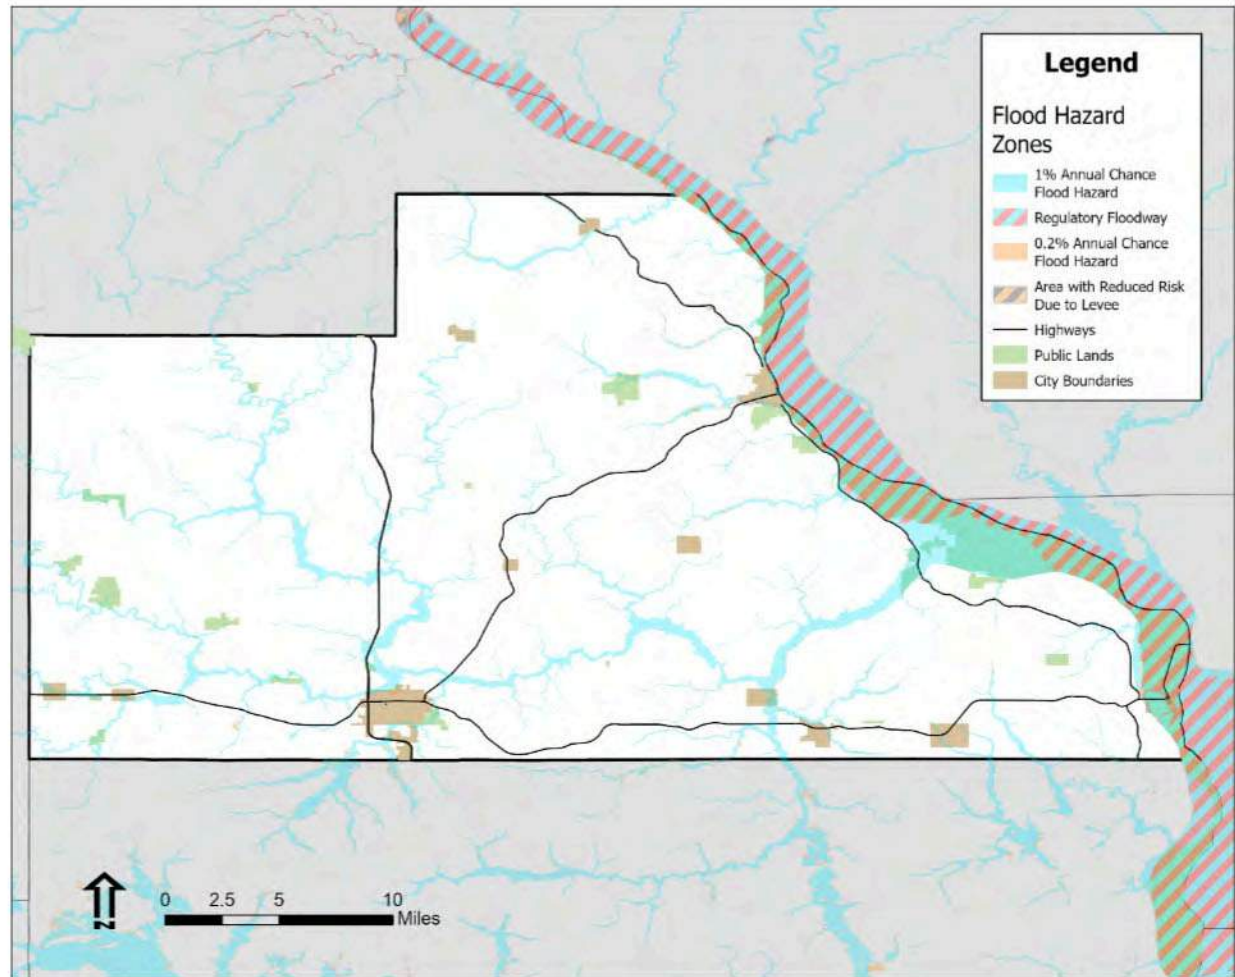 Legend
Flood Hazard
Zones
1% Annual Chance
Flood Hazard
Regulatory Floodway
0.2% Annual Chance
Flood Hazard
Area with Reduced Risk
Due to Levee
Highways
Public Lands
City Boundaries
N
0 2.5 5 10
Miles